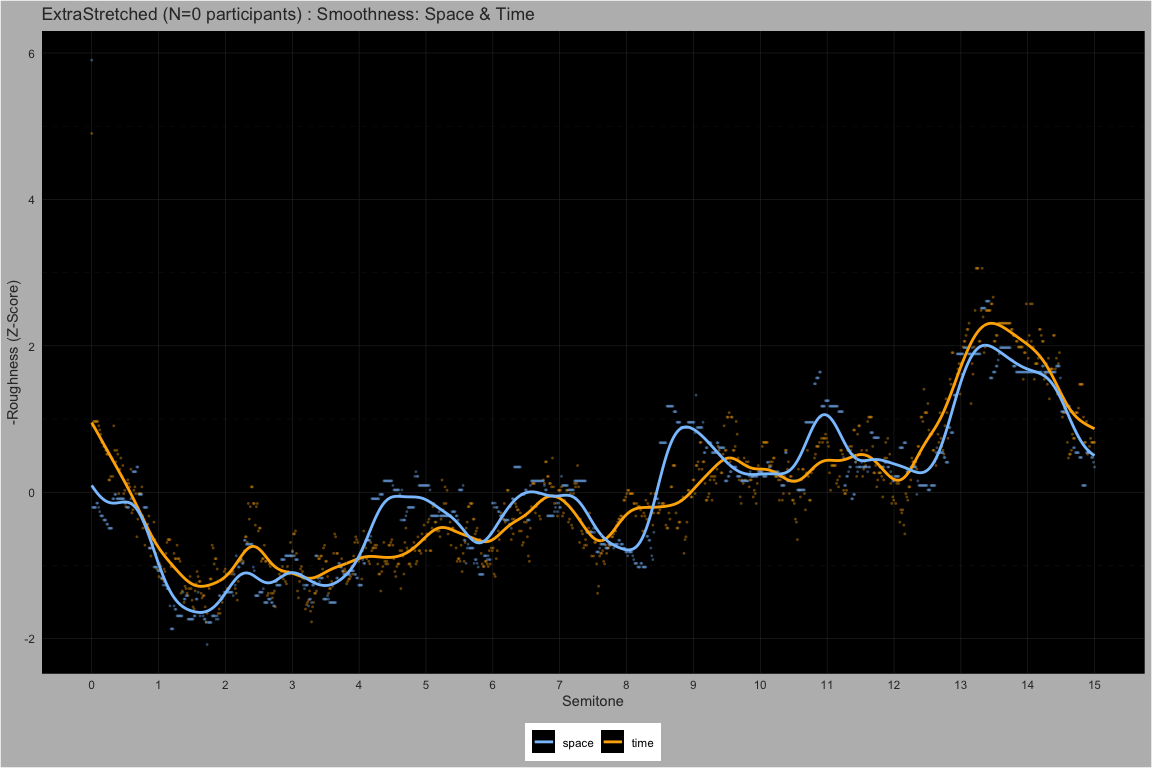 ExtraStretched (N=0 participants) : Smoothness: Space & Time
-Roughness (Z-Score)
6
4
2
0
-2
0 1 2 3 4 5 6 7 8 9 10 11 12 13 14 15
Semitone
space time